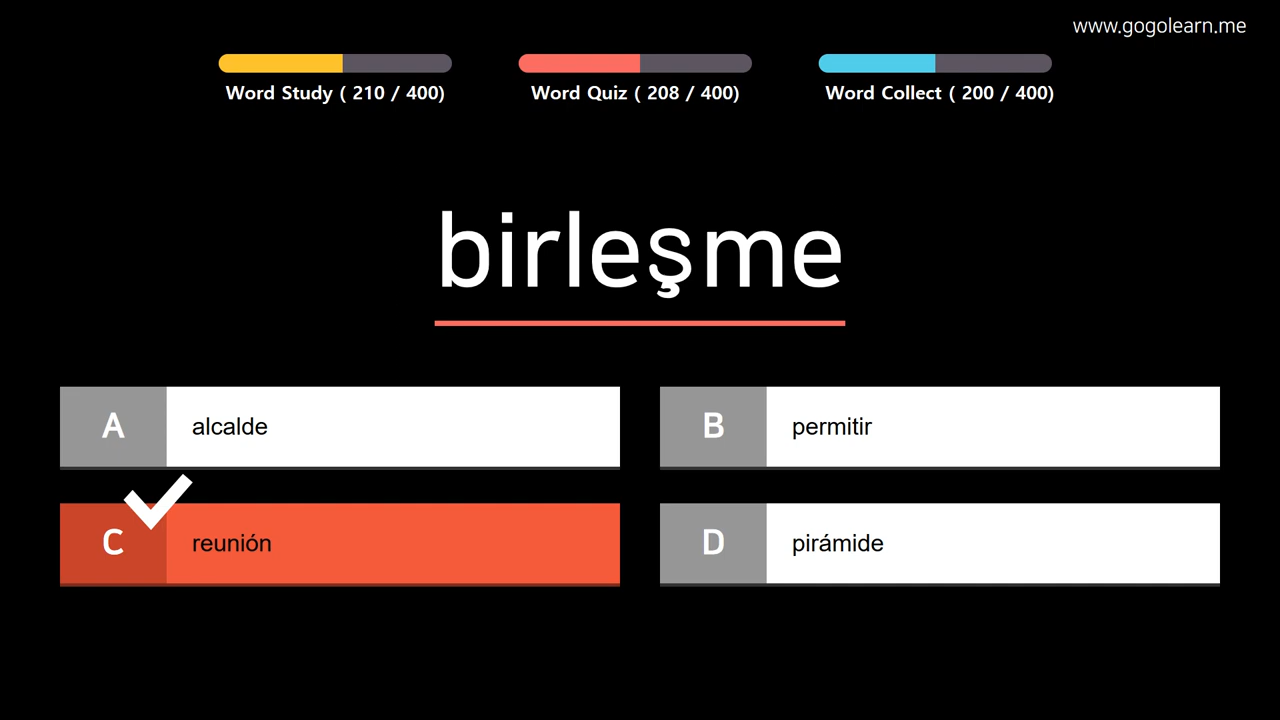 www.gogolearn.me
Word Study ( 210 / 400)
Word Quiz ( 208 / 400)
Word Collect ( 200 / 400)
birleşme
A alcalde
B permitir
C reunión
D pirámide